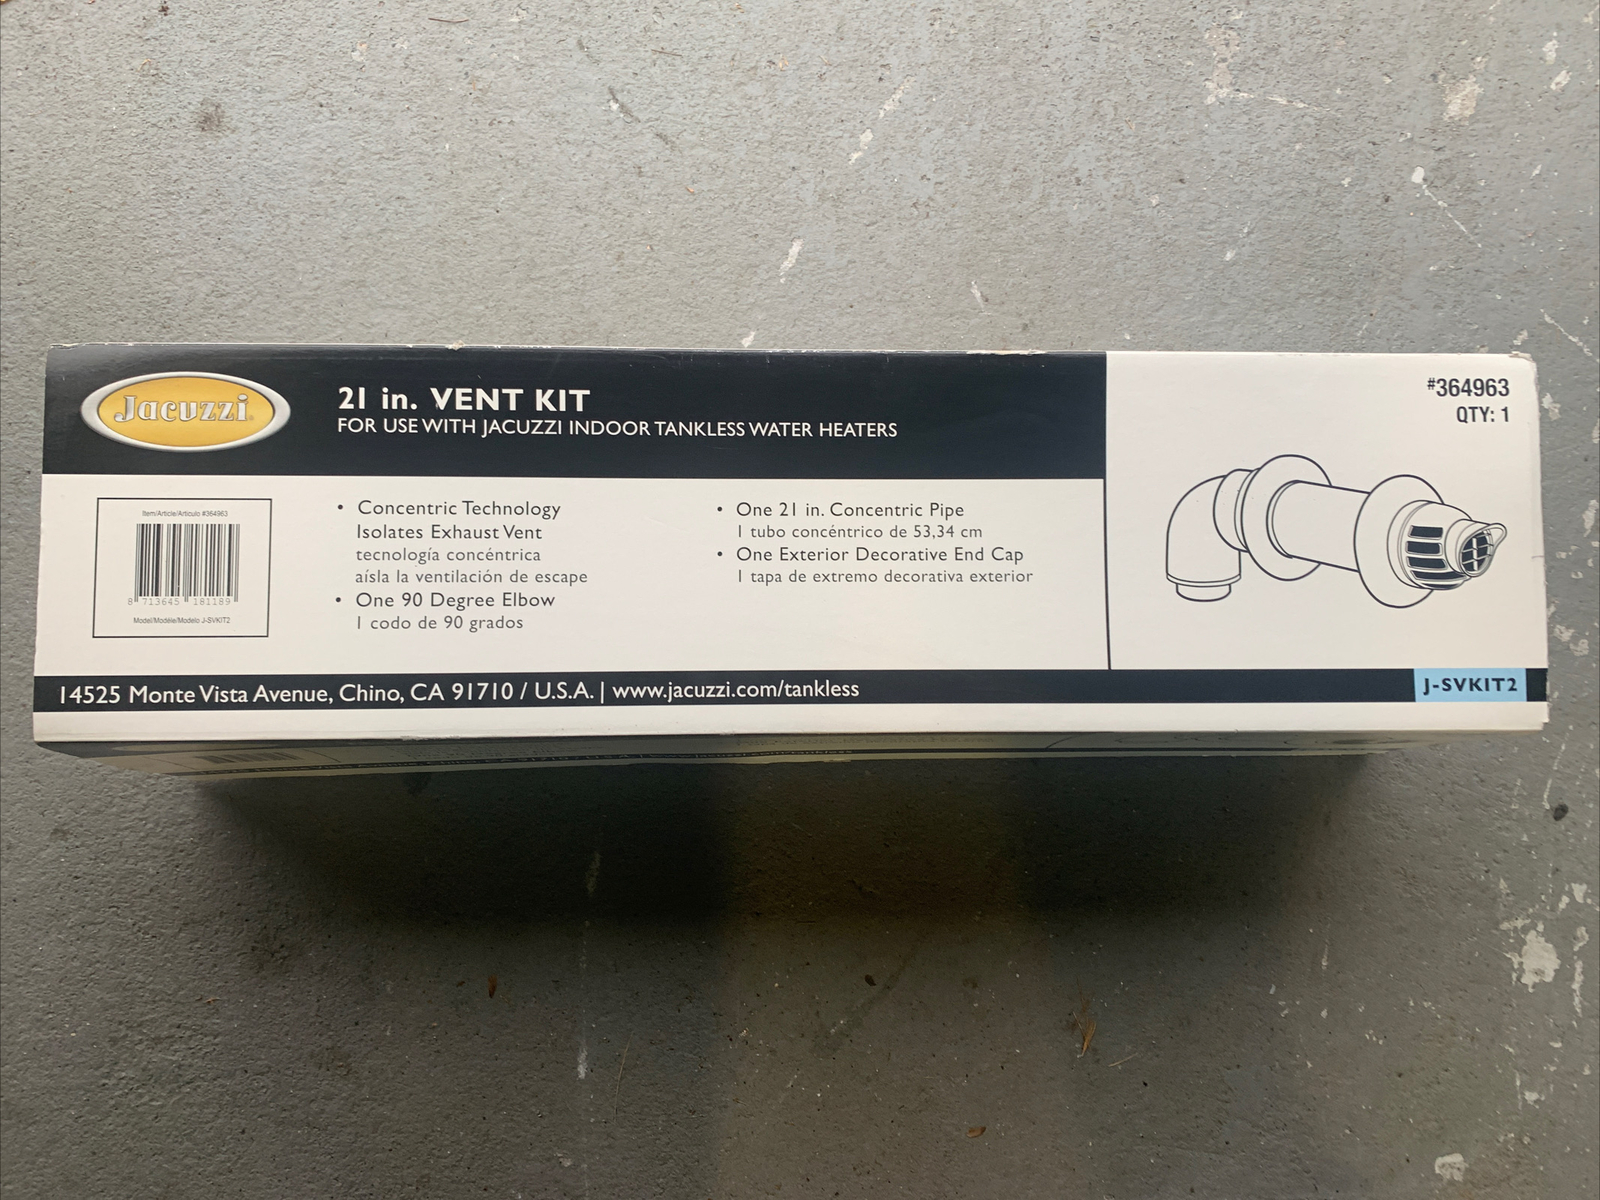 Jacuzzi
21 in. VENT KIT
FOR USE WITH JACUZZI INDOOR TANKLESS WATER HEATERS
#364963
QTY: 1
Item/Article/Articulo #364963
8 713645 181189
Model/Modèle/Modelo J-SVKIT2
• Concentric Technology
Isolates Exhaust Vent
tecnología concéntrica
aísla la ventilación de escape
• One 90 Degree Elbow
1 codo de 90 grados
• One 21 in. Concentric Pipe
1 tubo concéntrico de 53,34 cm
• One Exterior Decorative End Cap
1 tapa de extremo decorativa exterior
14525 Monte Vista Avenue, Chino, CA 91710 / U.S.A. | www.jacuzzi.com/tankless
J-SVKIT2